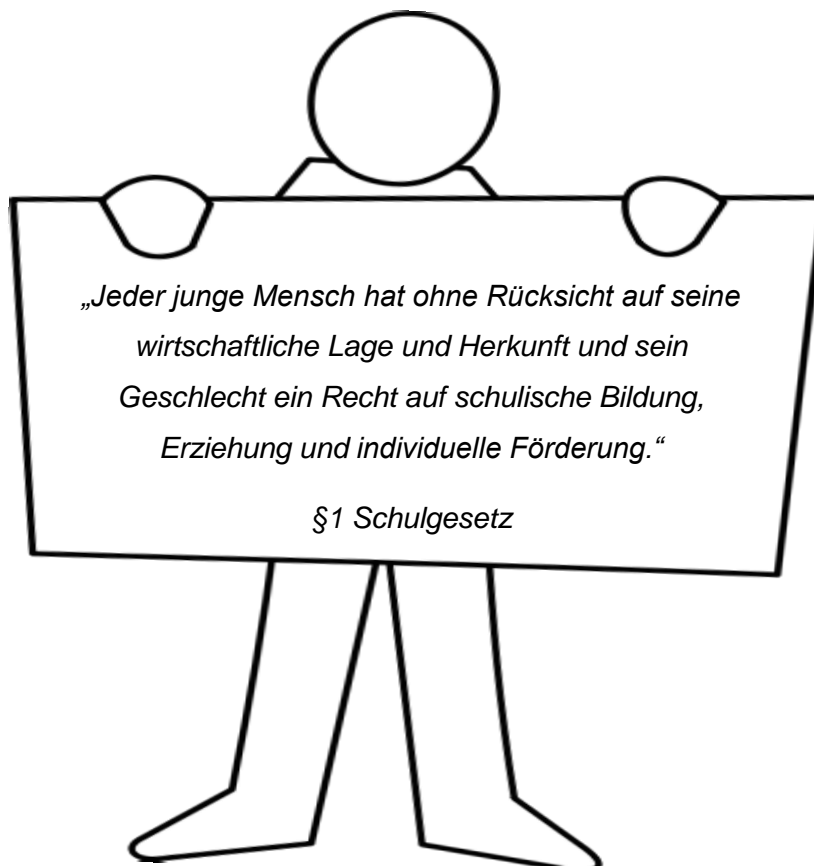 „Jeder junge Mensch hat ohne Rücksicht auf seine
wirtschaftliche Lage und Herkunft und sein
Geschlecht ein Recht auf schulische Bildung,
Erziehung und individuelle Förderung.“
§1 Schulgesetz